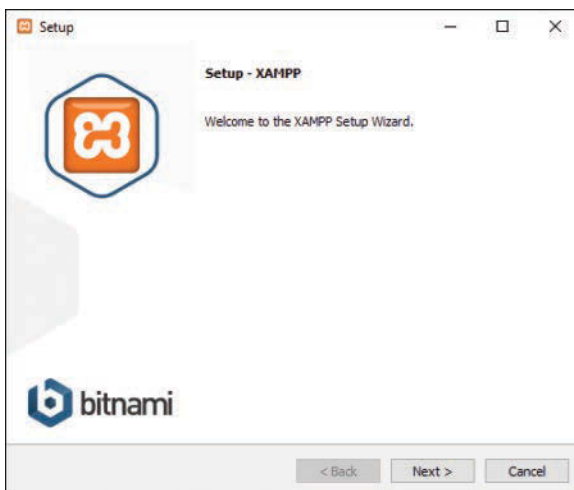 Setup
Setup - XAMPP
Welcome to the XAMPP Setup Wizard.
bitnami
< Back
Next >
Cancel